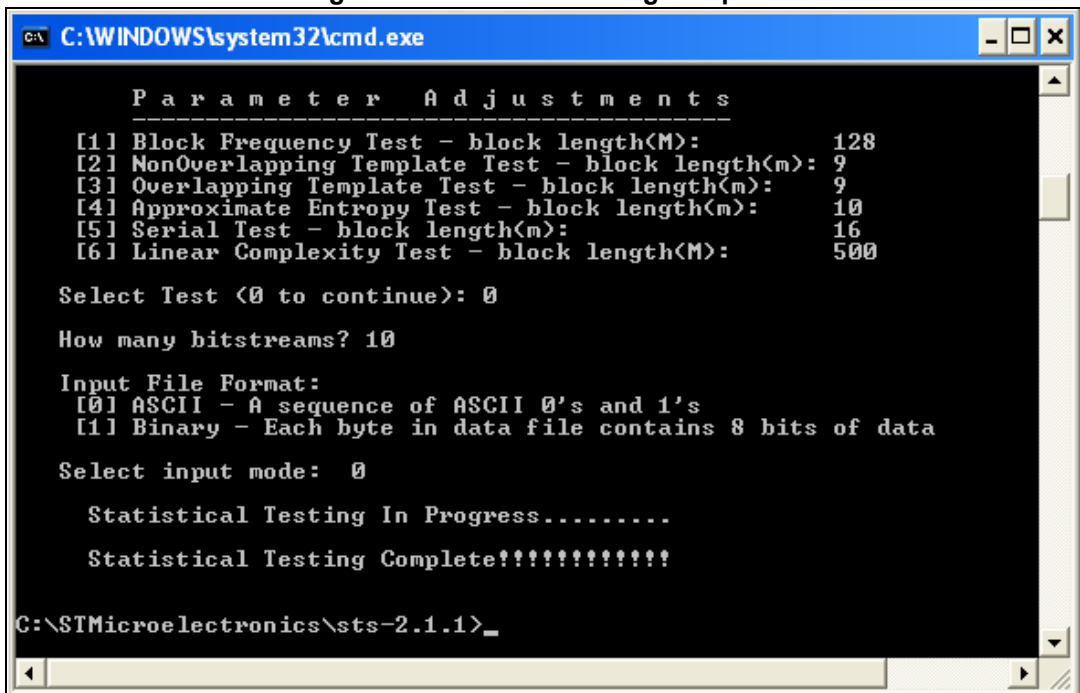 C:\WINDOWS\system32\cmd.exe
P a r a m e t e r   A d j u s t m e n t s
-----------------------------------------
[1] Block Frequency Test - block length(M): 128
[2] NonOverlapping Template Test - block length(m): 9
[3] Overlapping Template Test - block length(m): 9
[4] Approximate Entropy Test - block length(m): 10
[5] Serial Test - block length(m): 16
[6] Linear Complexity Test - block length(M): 500
Select Test (0 to continue): 0
How many bitstreams? 10
Input File Format:
[0] ASCII - A sequence of ASCII 0's and 1's
[1] Binary - Each byte in data file contains 8 bits of data
Select input mode: 0
Statistical Testing In Progress.........
Statistical Testing Complete!!!!!!!!!!!!
C:\STMicroelectronics\sts-2.1.1>_